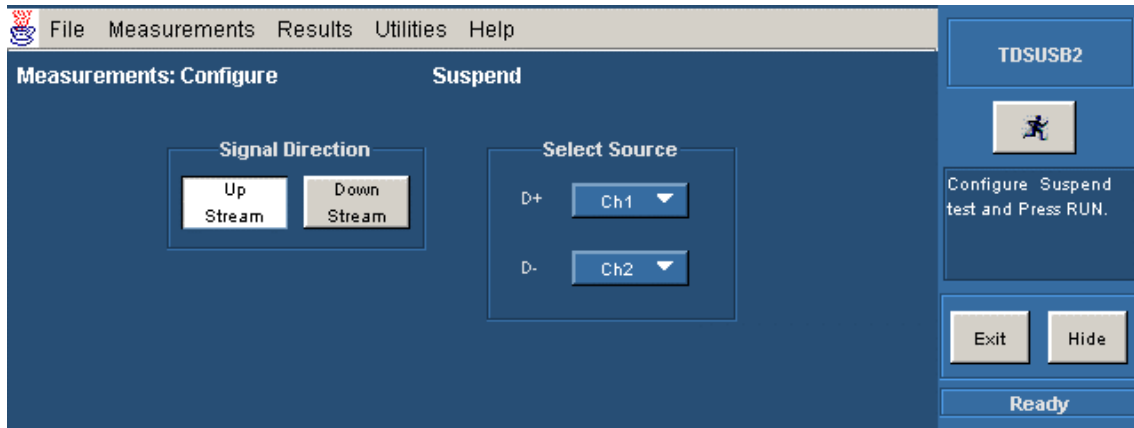 File Measurements Results Utilities Help
Measurements: Configure Suspend
Signal Direction
Up
Stream
Down
Stream
Select Source
D+ Ch1
D- Ch2
TDSUSB2
Configure Suspend
test and Press RUN.
Exit Hide
Ready